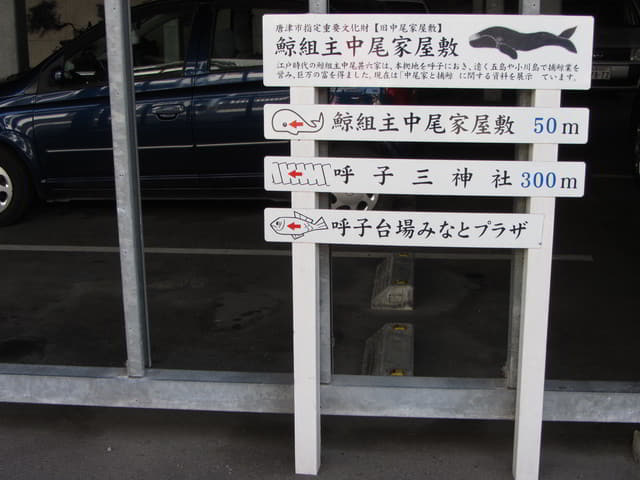 唐津市指定重要文化財【旧中尾家屋敷】
鯨組主中尾家屋敷
江戸時代の鯨組主中尾甚六家は、本拠地を呼子におき、遠く五島や小川島で捕鯨業を
営み、巨万の富を得ました。現在は「中尾家と捕鯨 に関する資料を展示 ています。
鯨組主中尾家屋敷 50m
呼子三神社 300m
呼子台場みなとプラザ